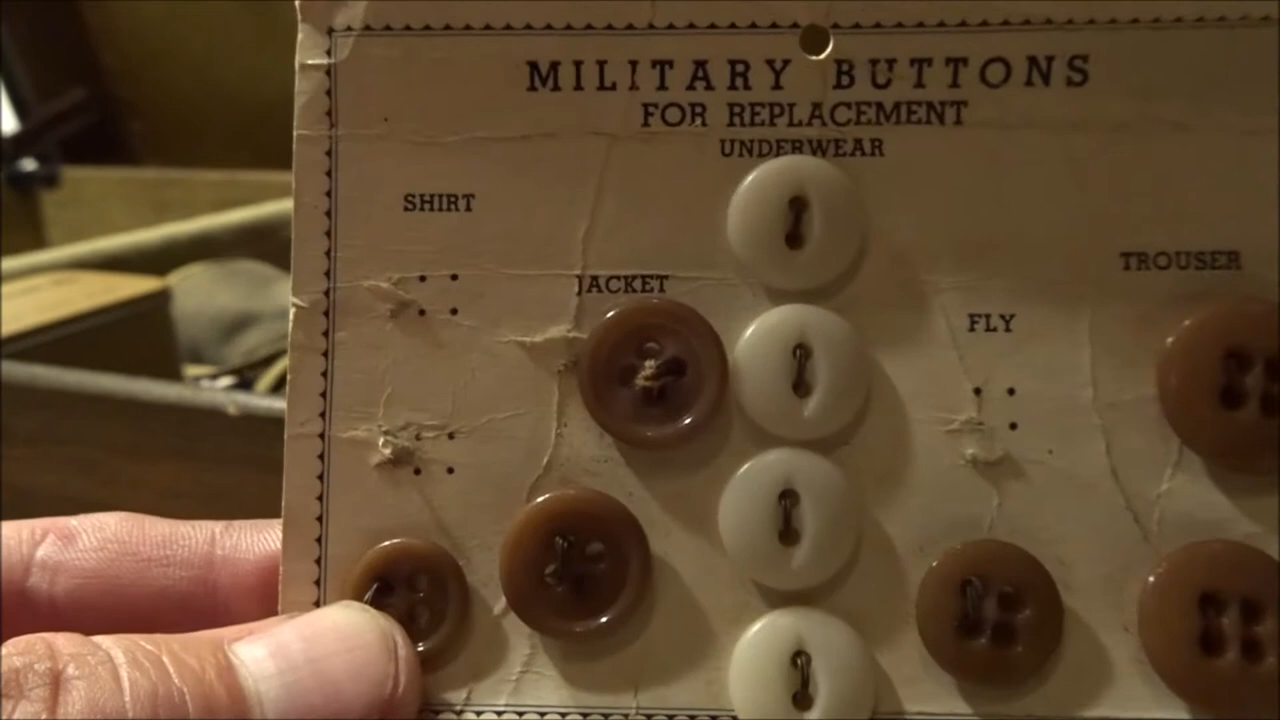 MILITARY BUTTONS
FOR REPLACEMENT
UNDERWEAR
SHIRT
JACKET
FLY
TROUSER